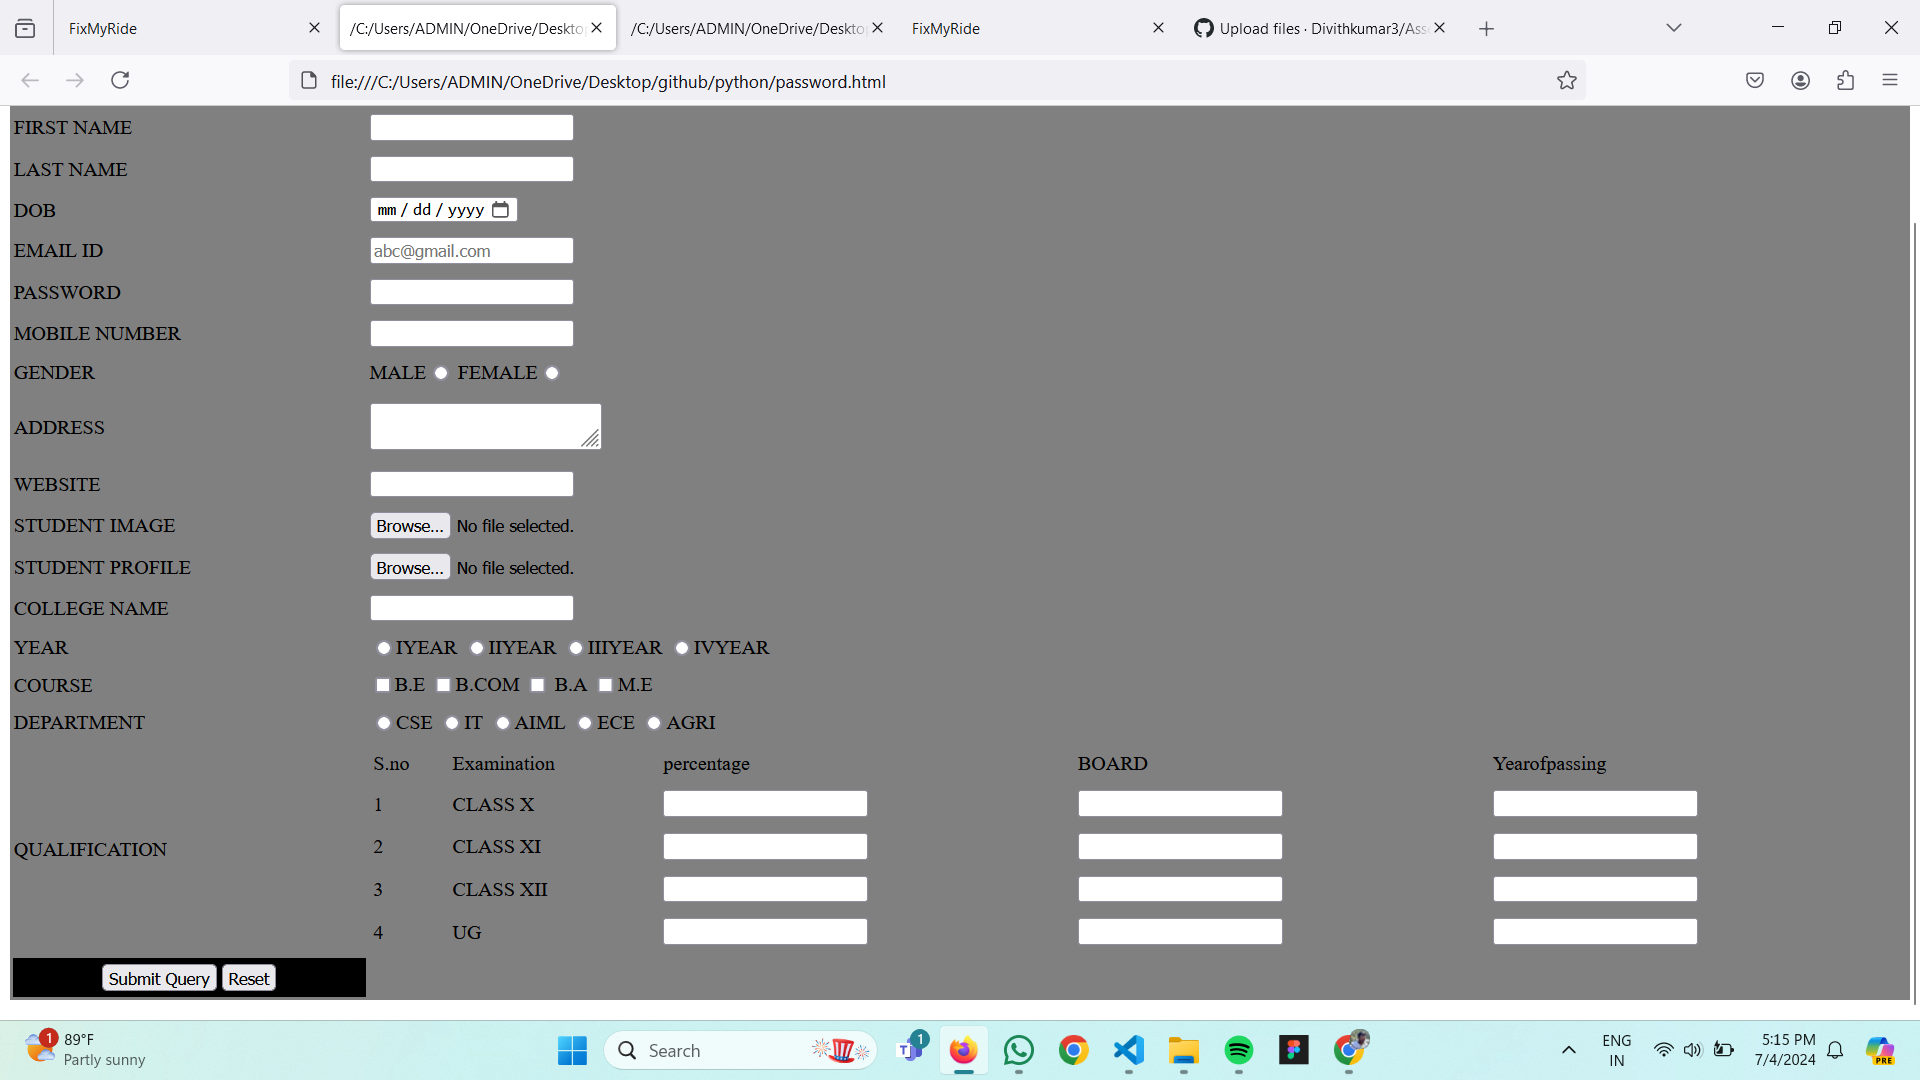 FixMyRide
/C:/Users/ADMIN/OneDrive/Deskto
/C:/Users/ADMIN/OneDrive/Deskto
FixMyRide
Upload files · Divithkumar3/Ass
file:///C:/Users/ADMIN/OneDrive/Desktop/github/python/password.html
FIRST NAME
LAST NAME
DOB mm / dd / yyyy
EMAIL ID abc@gmail.com
PASSWORD
MOBILE NUMBER
GENDER MALE FEMALE
ADDRESS
WEBSITE
STUDENT IMAGE Browse... No file selected.
STUDENT PROFILE Browse... No file selected.
COLLEGE NAME
YEAR IYEAR IIYEAR IIIYEAR IVYEAR
COURSE B.E B.COM B.A M.E
DEPARTMENT CSE IT AIML ECE AGRI
S.no Examination percentage BOARD Yearofpassing
1 CLASS X
2 CLASS XI
QUALIFICATION
3 CLASS XII
4 UG
Submit Query Reset
1
89°F
Partly sunny
Search
1
ENG
IN
5:15 PM
7/4/2024
PRE